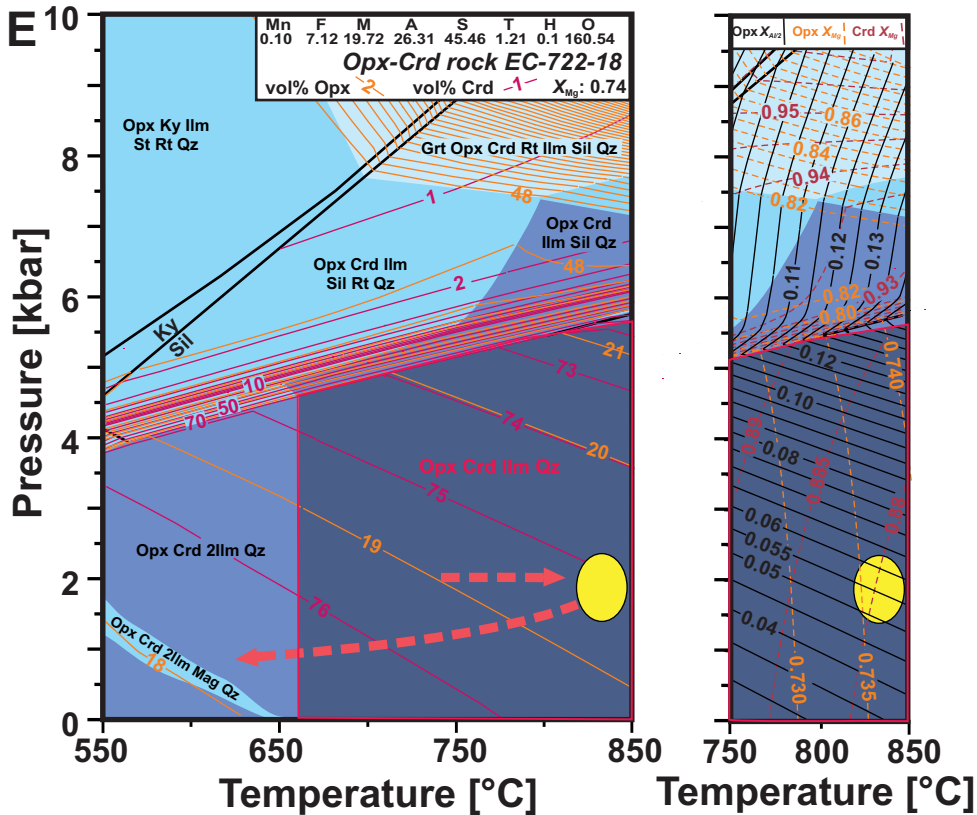 E
10
Mn F M A S T H O
0.10 7.12 19.72 26.31 45.46 1.21 0.1 160.54
Opx-Crd rock EC-722-18
vol% Opx 2 vol% Crd 1 XMg: 0.74
Opx Ky Ilm
St Rt Qz
Grt Opx Crd Rt Ilm Sil Qz
8
48
1
Opx Crd
Ilm Sil Qz
Opx Crd Ilm
Sil Rt Qz
48
2
6
Ky
Sil
21
73
10
50
70
74
20
4
Opx Crd Ilm Qz
75
Opx Crd 2Ilm Qz
19
2
76
Opx Crd 2Ilm Mag Qz
18
0
550 650 750 850
Temperature [°C]
Pressure [kbar]
Opx XAl/2 Opx XMg Crd XMg
0.95
0.86
0.84
0.94
0.82
0.12
0.13
0.11
0.93
0.82
0.80
0.12
0.740
0.10
0.89
0.08
0.885
0.88
0.06
0.055
0.05
0.04
0.730
0.735
750 800 850
Temperature [°C]